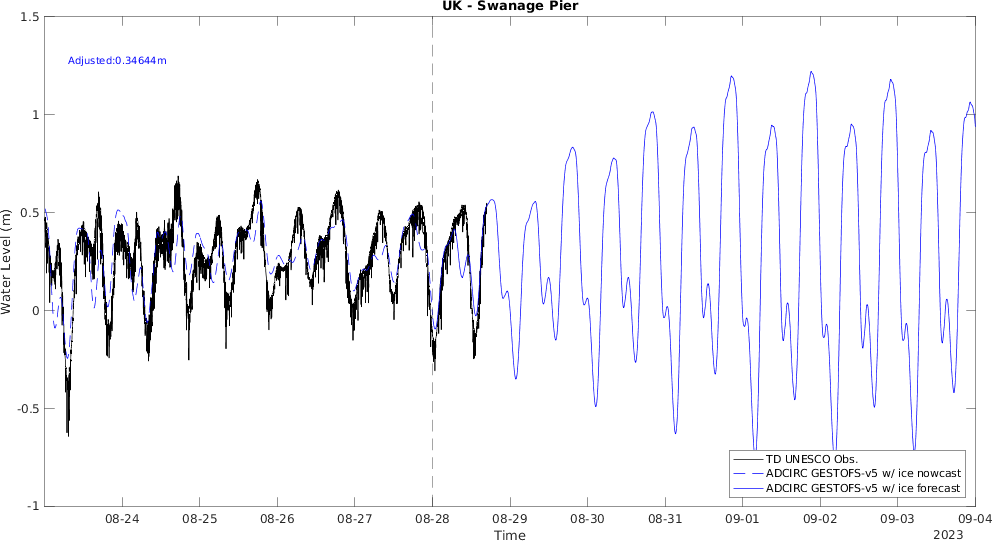 UK - Swanage Pier
1.5
1
0.5
0
-0.5
-1
Water Level (m)
Adjusted:0.34644m
TD UNESCO Obs.
ADCIRC GESTOFS-v5 w/ ice nowcast
ADCIRC GESTOFS-v5 w/ ice forecast
08-24 08-25 08-26 08-27 08-28 08-29 08-30 08-31 09-01 09-02 09-03 09-04
Time
2023